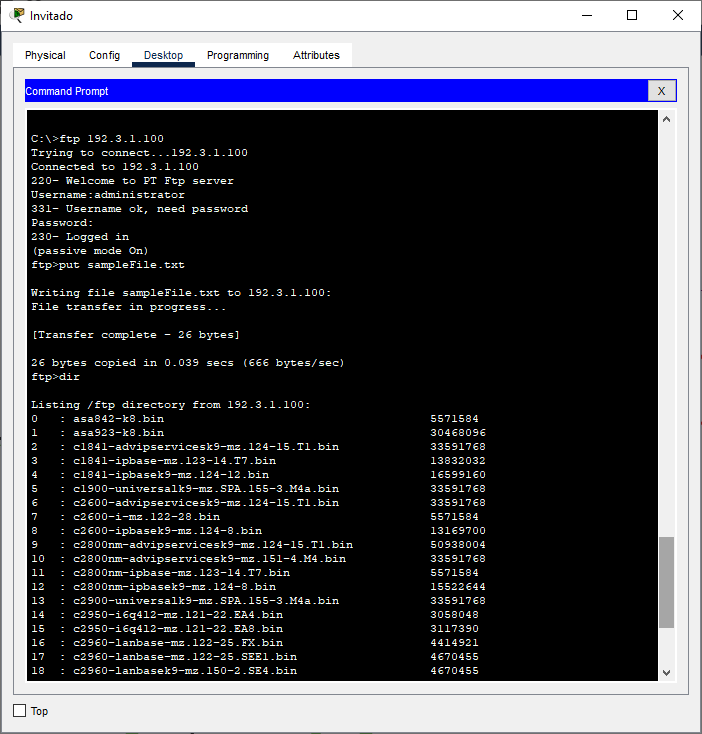 Invitado
Physical Config Desktop Programming Attributes
Command Prompt X
C:\>ftp 192.3.1.100
Trying to connect...192.3.1.100
Connected to 192.3.1.100
220- Welcome to PT Ftp server
Username:administrator
331- Username ok, need password
Password:
230- Logged in
(passive mode On)
ftp>put sampleFile.txt
Writing file sampleFile.txt to 192.3.1.100:
File transfer in progress...
[Transfer complete - 26 bytes]
26 bytes copied in 0.039 secs (666 bytes/sec)
ftp>dir
Listing /ftp directory from 192.3.1.100:
0 : asa842-k8.bin 5571584
1 : asa923-k8.bin 30468096
2 : c1841-advipservicesk9-mz.124-15.T1.bin 33591768
3 : c1841-ipbase-mz.123-14.T7.bin 13832032
4 : c1841-ipbasek9-mz.124-12.bin 16599160
5 : c1900-universalk9-mz.SPA.155-3.M4a.bin 33591768
6 : c2600-advipservicesk9-mz.124-15.T1.bin 33591768
7 : c2600-i-mz.122-28.bin 5571584
8 : c2600-ipbasek9-mz.124-8.bin 13169700
9 : c2800nm-advipservicesk9-mz.124-15.T1.bin 50938004
10 : c2800nm-advipservicesk9-mz.151-4.M4.bin 33591768
11 : c2800nm-ipbase-mz.123-14.T7.bin 5571584
12 : c2800nm-ipbasek9-mz.124-8.bin 15522644
13 : c2900-universalk9-mz.SPA.155-3.M4a.bin 33591768
14 : c2950-i6q4l2-mz.121-22.EA4.bin 3058048
15 : c2950-i6q4l2-mz.121-22.EA8.bin 3117390
16 : c2960-lanbase-mz.122-25.FX.bin 4414921
17 : c2960-lanbase-mz.122-25.SEE1.bin 4670455
18 : c2960-lanbasek9-mz.150-2.SE4.bin 4670455
Top